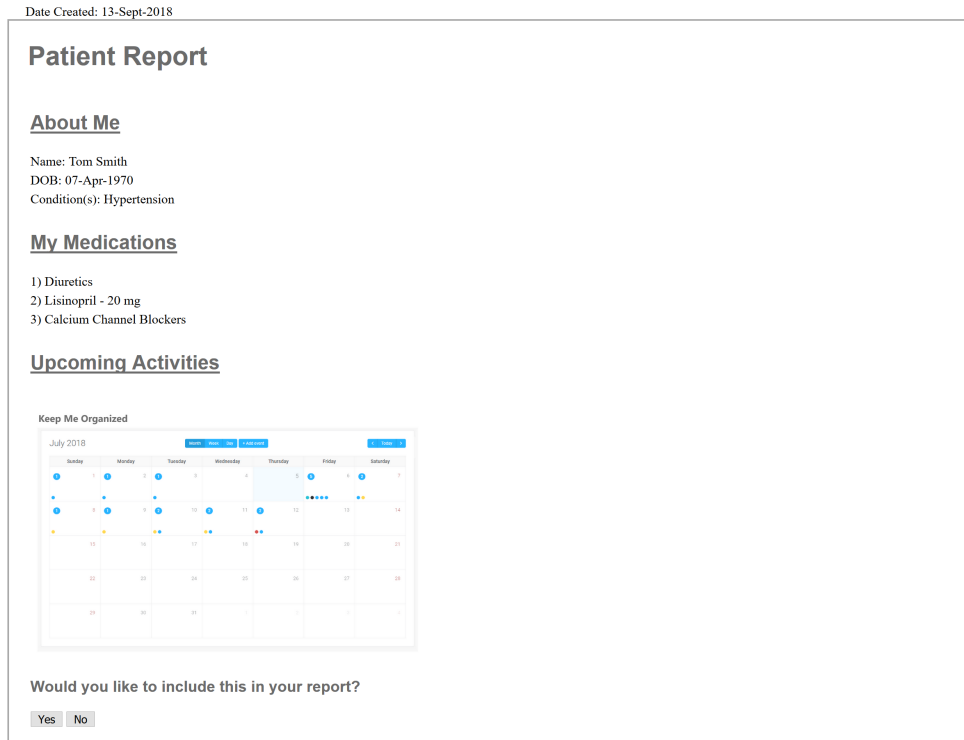 Date Created: 13-Sept-2018
Patient Report
About Me
Name: Tom Smith
DOB: 07-Apr-1970
Condition(s): Hypertension
My Medications
1) Diuretics
2) Lisinopril - 20 mg
3) Calcium Channel Blockers
Upcoming Activities
Keep Me Organized
July 2018 Month Week Day + Add event < Today >
Sunday Monday Tuesday Wednesday Thursday Friday Saturday
1 2 3 4 5 6 7
8 9 10 11 12 13 14
15 16 17 18 19 20 21
22 23 24 25 26 27 28
29 30 31
Would you like to include this in your report?
Yes No